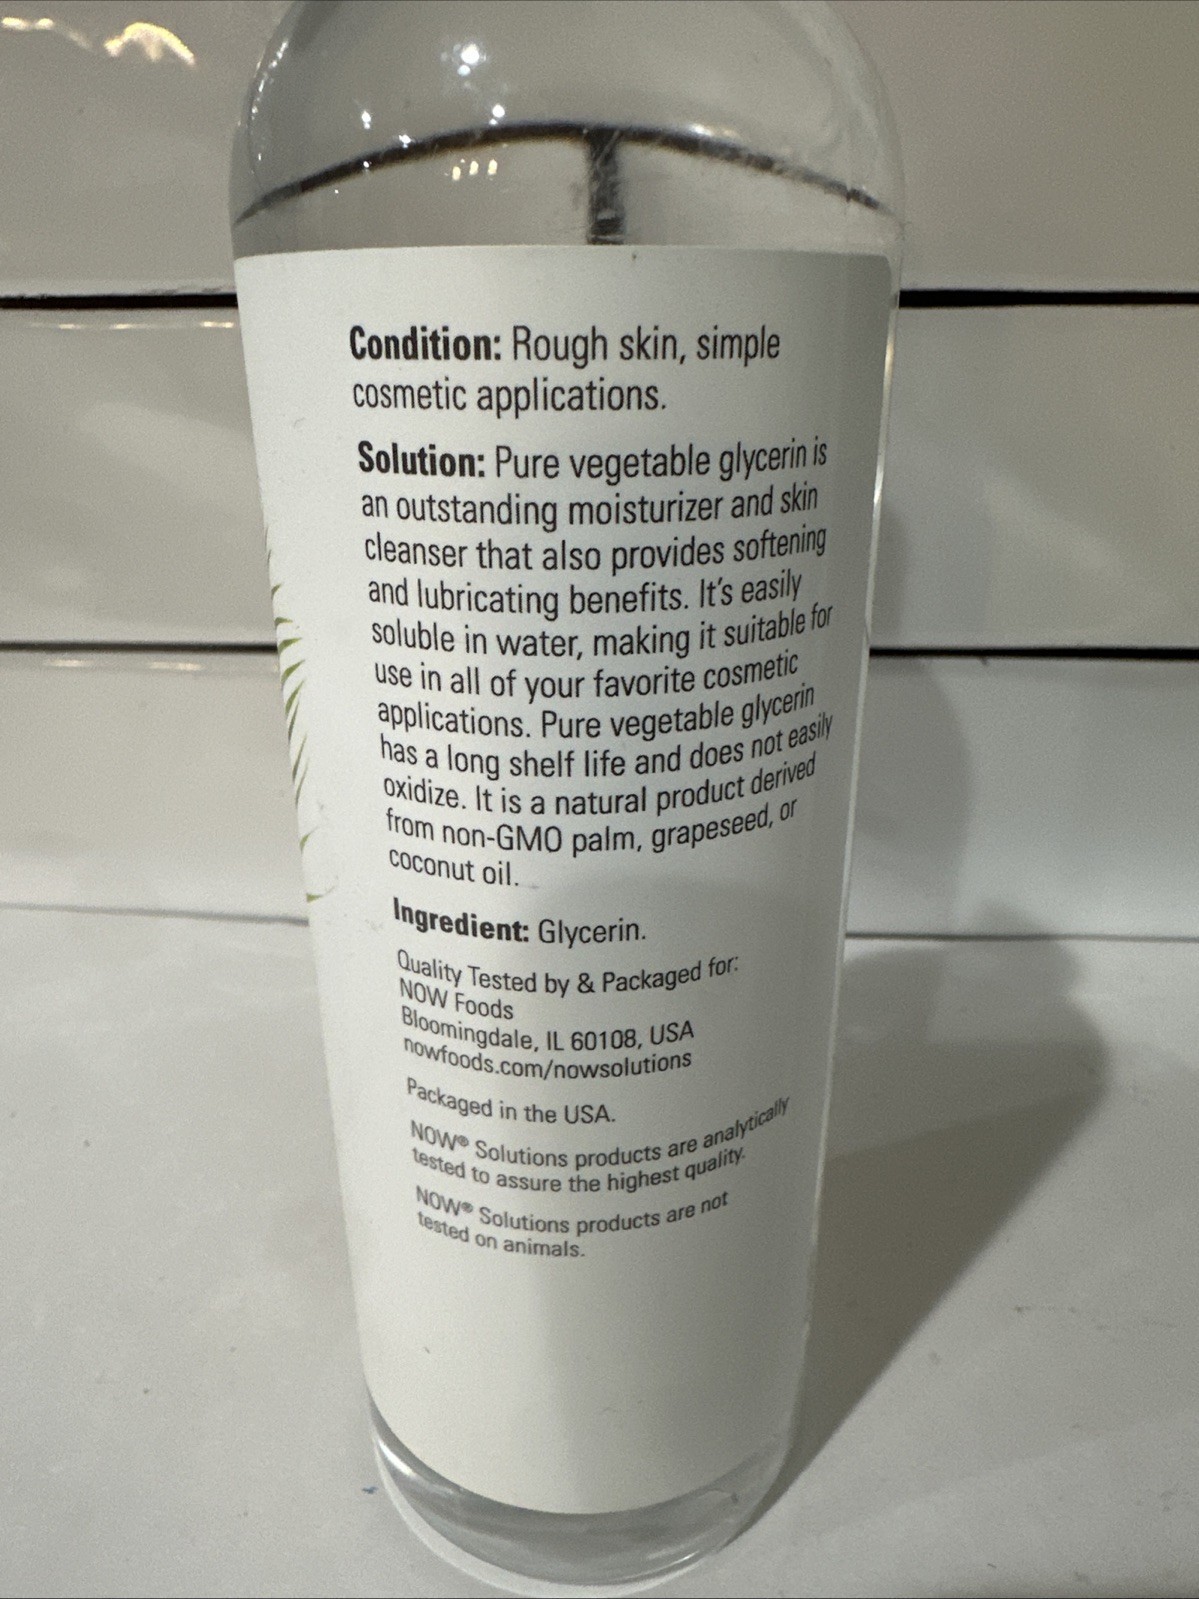 Condition: Rough skin, simple
cosmetic applications.
Solution: Pure vegetable glycerin is
an outstanding moisturizer and skin
cleanser that also provides softening
and lubricating benefits. It's easily
soluble in water, making it suitable for
use in all of your favorite cosmetic
applications. Pure vegetable glycerin
has a long shelf life and does not easily
oxidize. It is a natural product derived
from non-GMO palm, grapeseed, or
coconut oil.
Ingredient: Glycerin.
Quality Tested by & Packaged for:
NOW Foods
Bloomingdale, IL 60108, USA
nowfoods.com/nowsolutions
Packaged in the USA.
NOW® Solutions products are analytically
tested to assure the highest quality.
NOW® Solutions products are not
tested on animals.